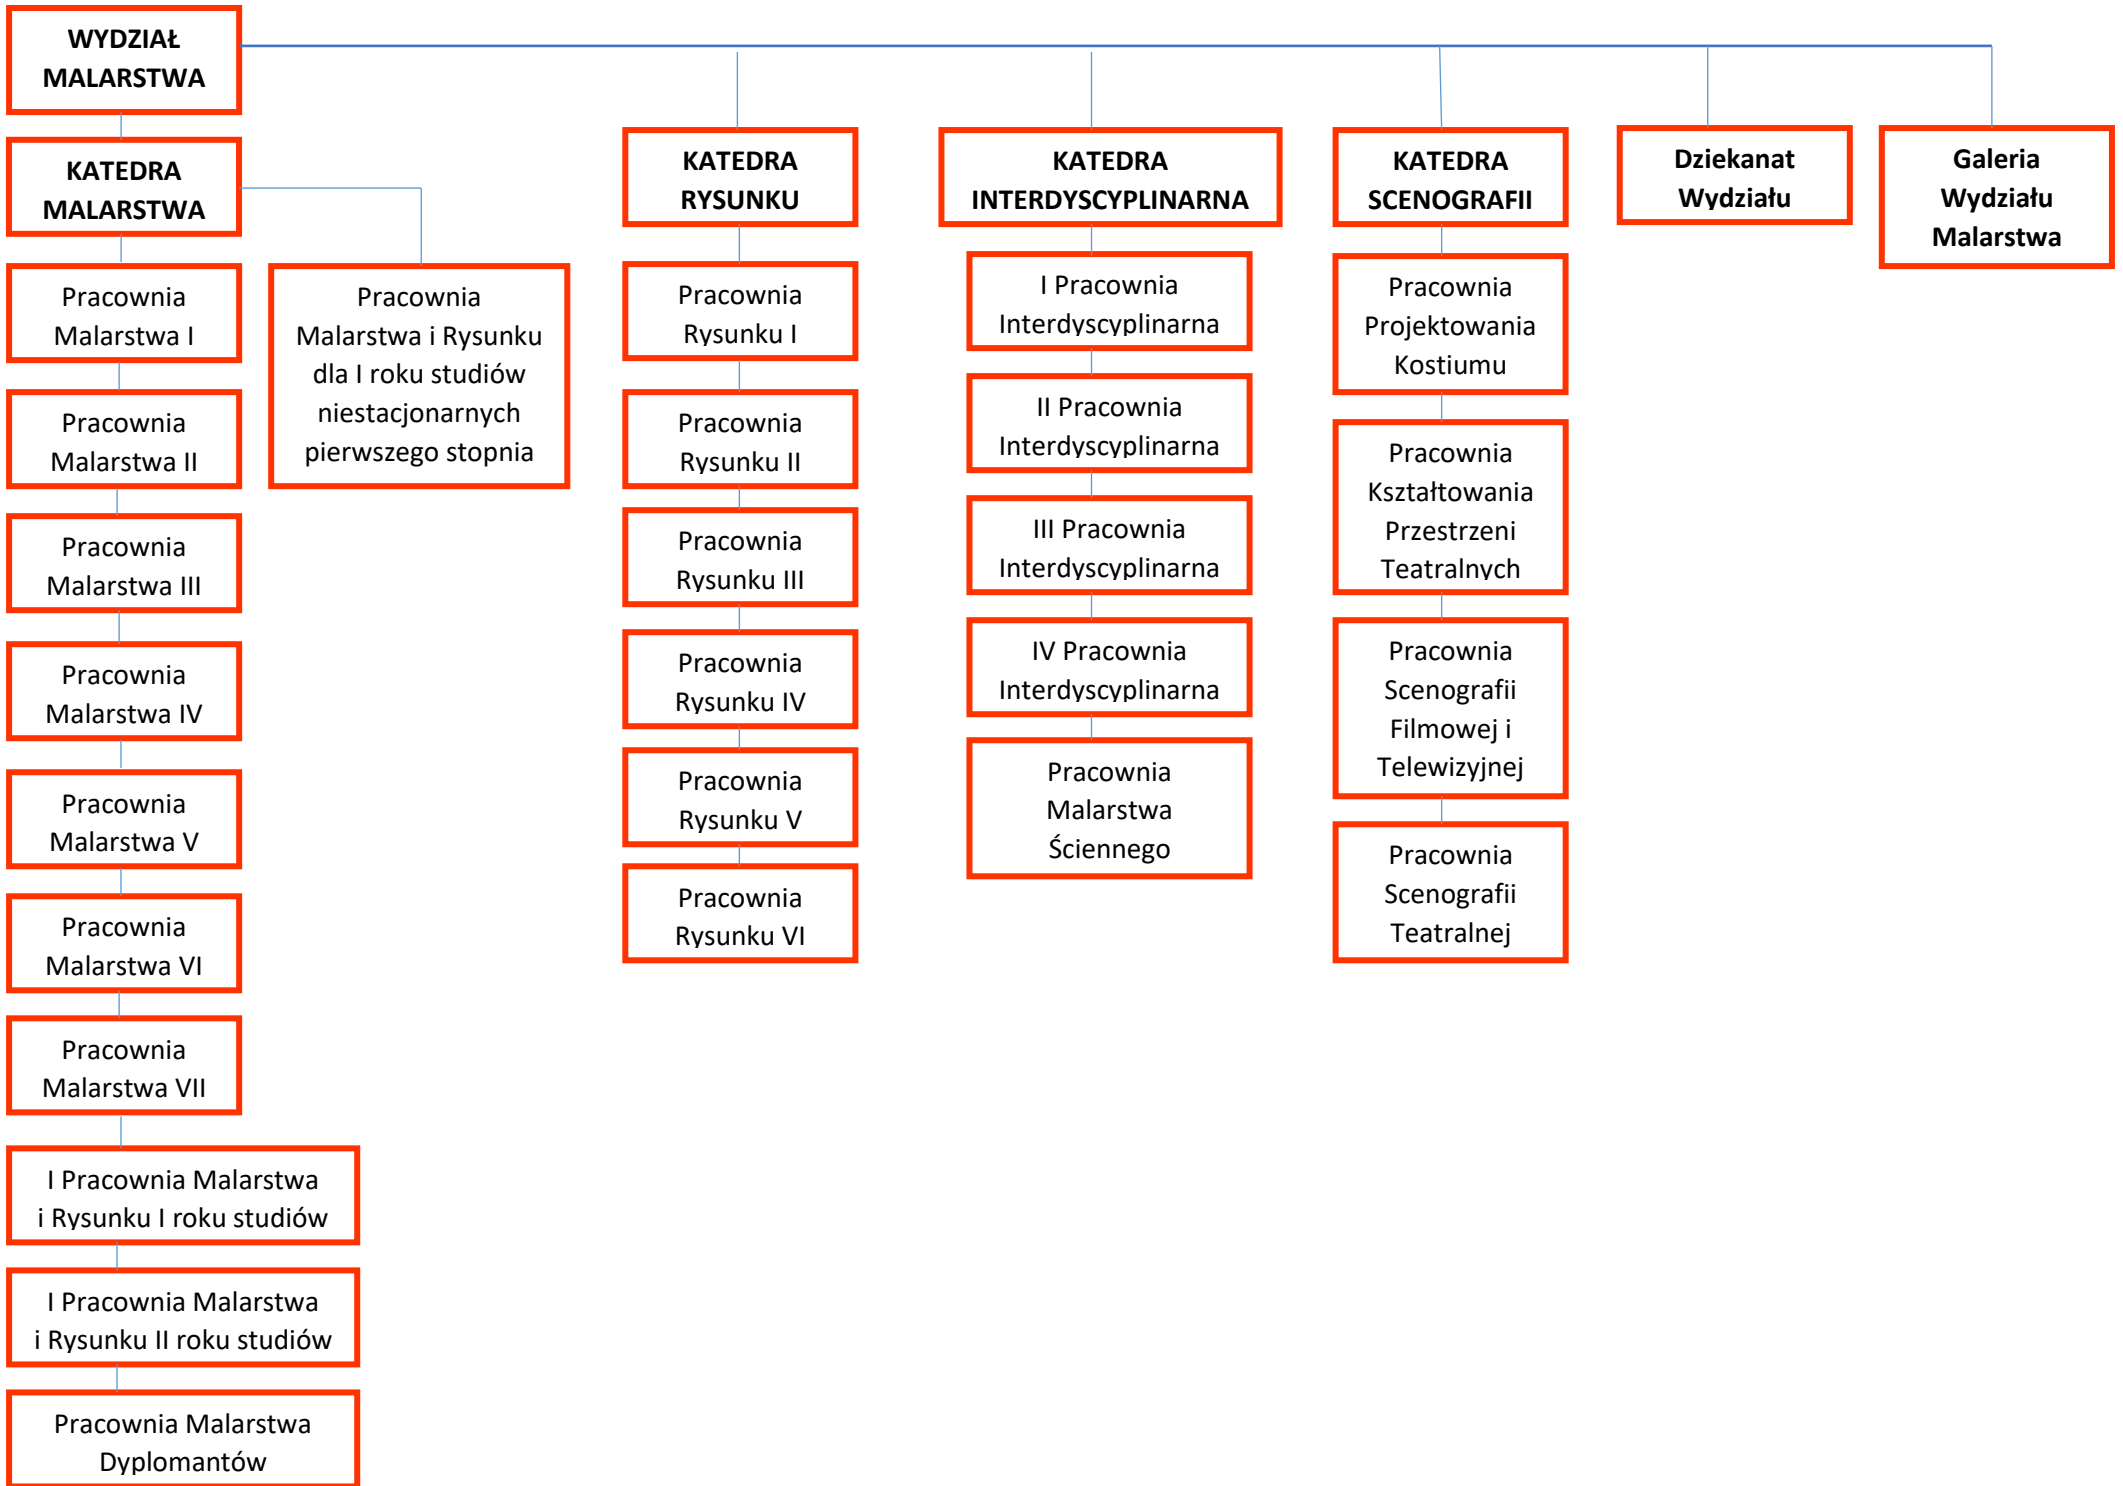 WYDZIAŁ
MALARSTWA
KATEDRA
MALARSTWA
Pracownia
Malarstwa I
Pracownia
Malarstwa II
Pracownia
Malarstwa III
Pracownia
Malarstwa IV
Pracownia
Malarstwa V
Pracownia
Malarstwa VI
Pracownia
Malarstwa VII
I Pracownia Malarstwa
i Rysunku I roku studiów
I Pracownia Malarstwa
i Rysunku II roku studiów
Pracownia Malarstwa
Dyplomantów
Pracownia
Malarstwa i Rysunku
dla I roku studiów
niestacjonarnych
pierwszego stopnia
KATEDRA
RYSUNKU
Pracownia
Rysunku I
Pracownia
Rysunku II
Pracownia
Rysunku III
Pracownia
Rysunku IV
Pracownia
Rysunku V
Pracownia
Rysunku VI
KATEDRA
INTERDYSCYPLINARNA
I Pracownia
Interdyscyplinarna
II Pracownia
Interdyscyplinarna
III Pracownia
Interdyscyplinarna
IV Pracownia
Interdyscyplinarna
Pracownia
Malarstwa
Ściennego
KATEDRA
SCENOGRAFII
Pracownia
Projektowania
Kostiumu
Pracownia
Kształtowania
Przestrzeni
Teatralnych
Pracownia
Scenografii
Filmowej i
Telewizyjnej
Pracownia
Scenografii
Teatralnej
Dziekanat
Wydziału
Galeria
Wydziału
Malarstwa